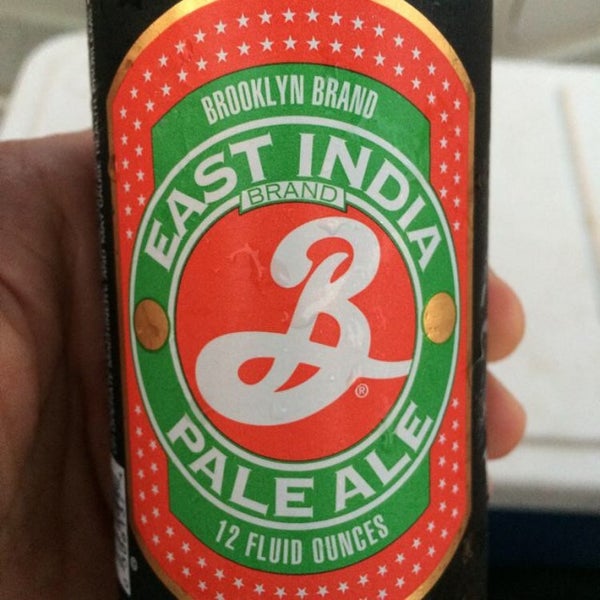 BROOKLYN BRAND
EAST INDIA
BRAND
B
®
PALE ALE
12 FLUID OUNCES